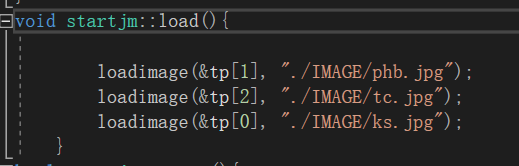 void startjm::load(){
loadimage(&tp[1], "./IMAGE/phb.jpg");
loadimage(&tp[2], "./IMAGE/tc.jpg");
loadimage(&tp[0], "./IMAGE/ks.jpg");
}